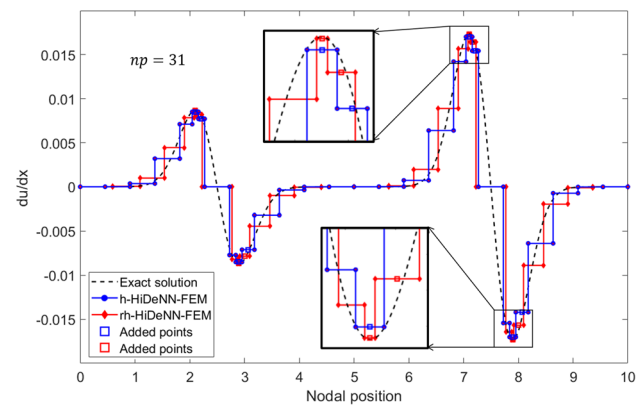 np = 31
0.015
0.01
0.005
0
-0.005
-0.01
-0.015
du/dx
Exact solution
h-HiDeNN-FEM
rh-HiDeNN-FEM
Added points
Added points
0 1 2 3 4 5 6 7 8 9 10
Nodal position